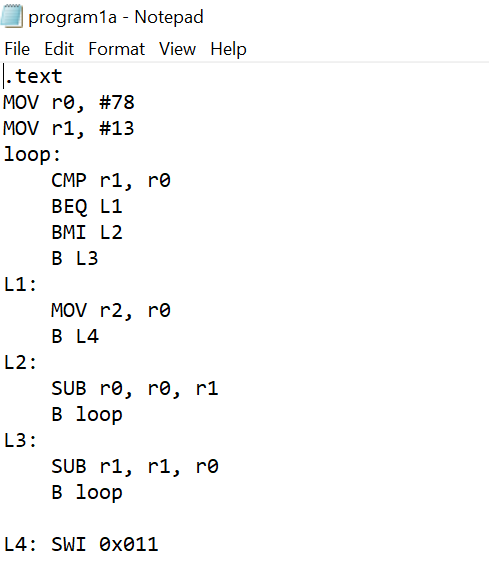 program1a - Notepad
File Edit Format View Help
.text
MOV r0, #78
MOV r1, #13
loop:
    CMP r1, r0
    BEQ L1
    BMI L2
    B L3
L1:
    MOV r2, r0
    B L4
L2:
    SUB r0, r0, r1
    B loop
L3:
    SUB r1, r1, r0
    B loop

L4: SWI 0x011